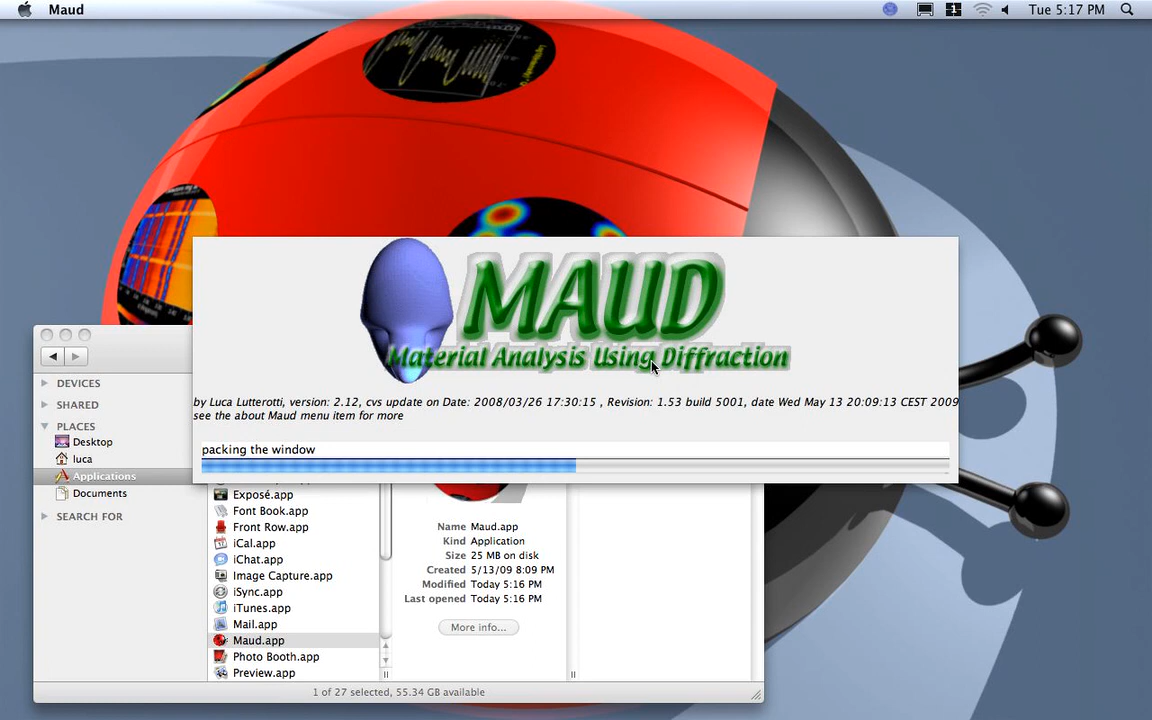 Maud
1
Tue 5:17 PM
MAUD
Material Analysis Using Diffraction
by Luca Lutterotti, version: 2.12, cvs update on Date: 2008/03/26 17:30:15 , Revision: 1.53 build 5001, date Wed May 13 20:09:13 CEST 2009
see the about Maud menu item for more
packing the window
DEVICES
SHARED
PLACES
Desktop
luca
Applications
Documents
SEARCH FOR
Exposé.app
Font Book.app
Front Row.app
iCal.app
iChat.app
Image Capture.app
iSync.app
iTunes.app
Mail.app
Maud.app
Photo Booth.app
Preview.app
Name Maud.app
Kind Application
Size 25 MB on disk
Created 5/13/09 8:09 PM
Modified Today 5:16 PM
Last opened Today 5:16 PM
More info...
1 of 27 selected, 55.34 GB available